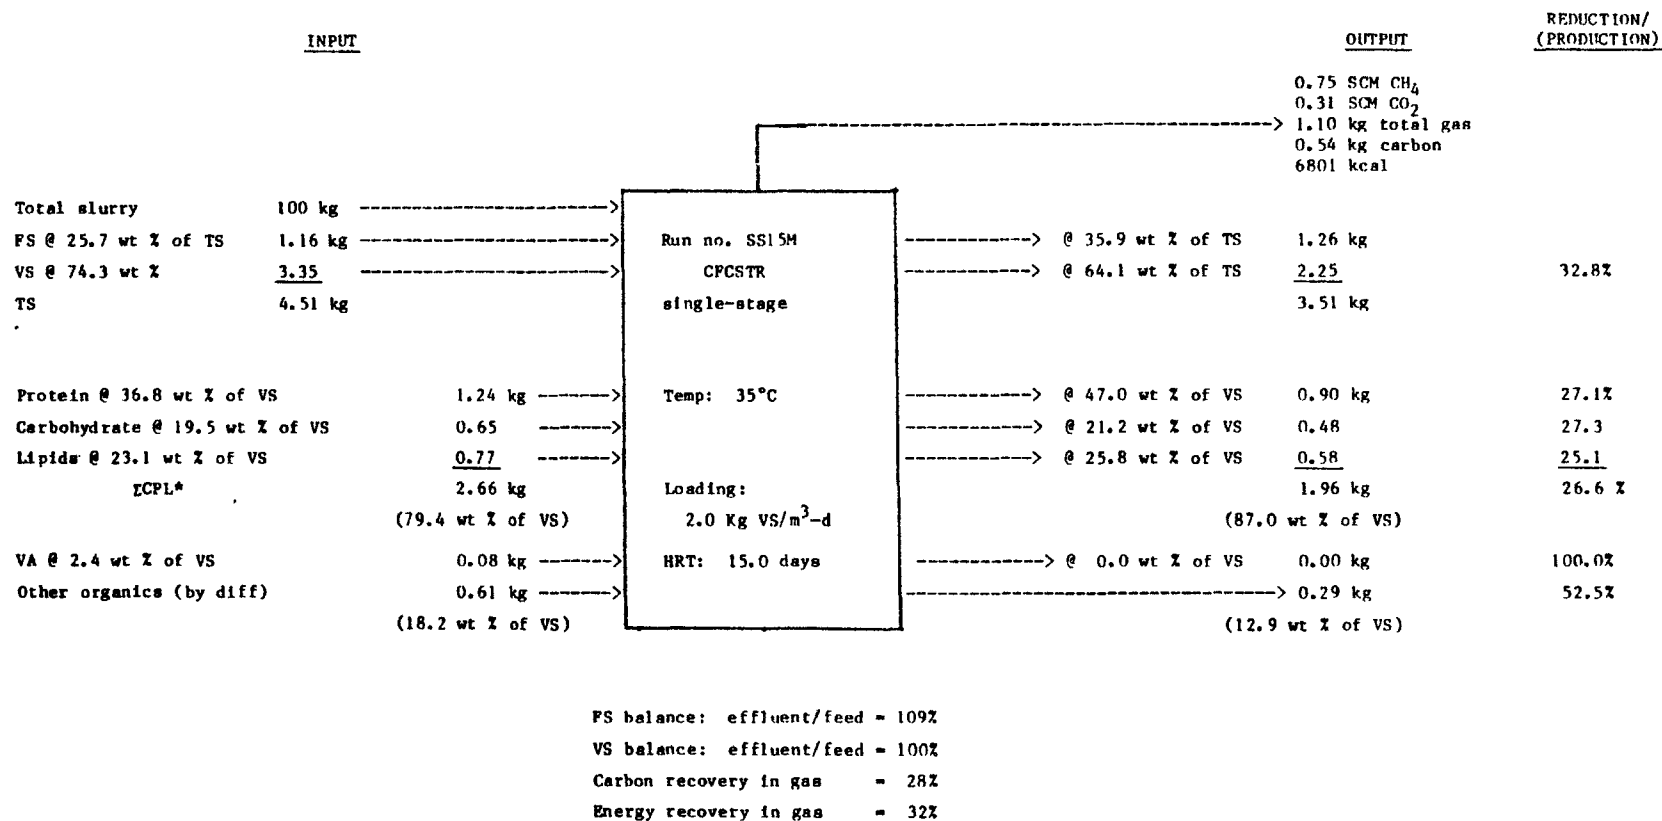 INPUT OUTPUT REDUCTION/
(PRODUCTION)
0.75 SCM CH4
0.31 SCM CO2
1.10 kg total gas
0.54 kg carbon
6801 kcal
Total slurry 100 kg
FS @ 25.7 wt % of TS 1.16 kg Run no. SS15M @ 35.9 wt % of TS 1.26 kg
VS @ 74.3 wt % 3.35 CFCSTR @ 64.1 wt % of TS 2.25 32.8%
TS 4.51 kg single-stage 3.51 kg
Protein @ 36.8 wt % of VS 1.24 kg Temp: 35°C @ 47.0 wt % of VS 0.90 kg 27.1%
Carbohydrate @ 19.5 wt % of VS 0.65 @ 21.2 wt % of VS 0.48 27.3
Lipids @ 23.1 wt % of VS 0.77 @ 25.8 wt % of VS 0.58 25.1
ΣCPL* 2.66 kg Loading: 1.96 kg 26.6 %
(79.4 wt % of VS) 2.0 Kg VS/m3-d (87.0 wt % of VS)
VA @ 2.4 wt % of VS 0.08 kg HRT: 15.0 days @ 0.0 wt % of VS 0.00 kg 100.0%
Other organics (by diff) 0.61 kg 0.29 kg 52.5%
(18.2 wt % of VS) (12.9 wt % of VS)
FS balance: effluent/feed = 109%
VS balance: effluent/feed = 100%
Carbon recovery in gas = 28%
Energy recovery in gas = 32%